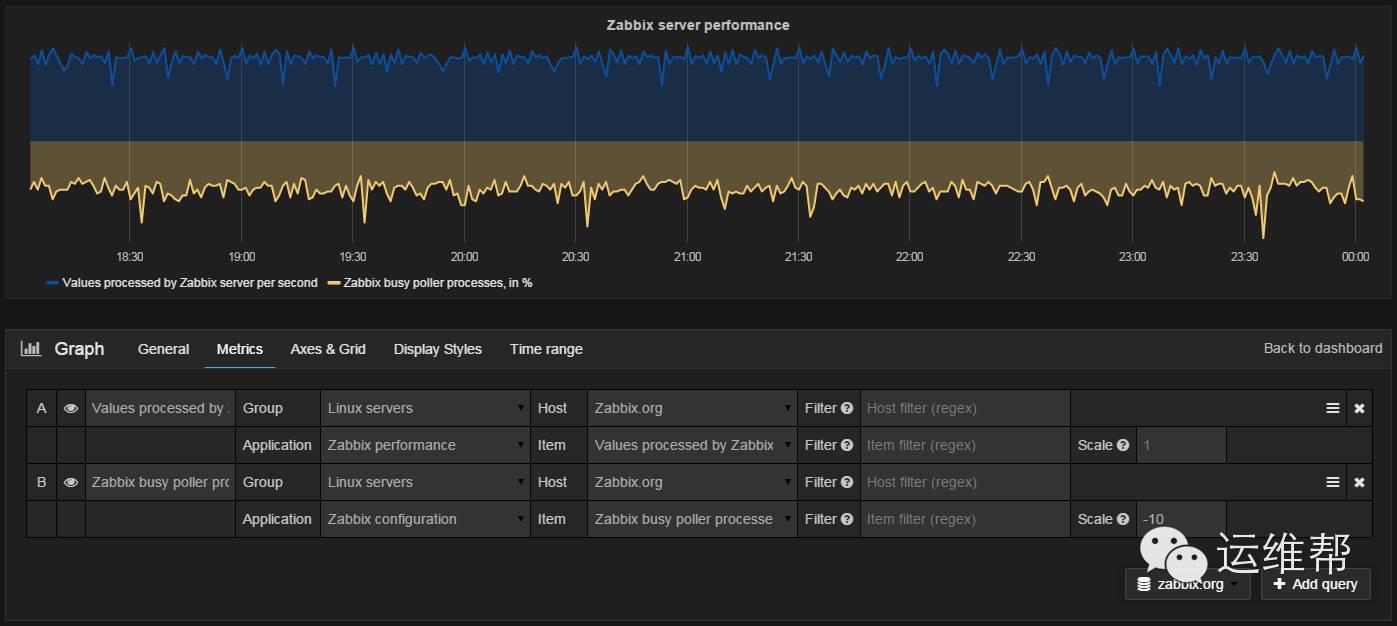 Zabbix server performance
18:30 19:00 19:30 20:00 20:30 21:00 21:30 22:00 22:30 23:00 23:30 00:00
Values processed by Zabbix server per second Zabbix busy poller processes, in %
Graph General Metrics Axes & Grid Display Styles Time range Back to dashboard
A Values processed by Group Linux servers Host Zabbix.org Filter Host filter (regex)
Application Zabbix performance Item Values processed by Zabbix Filter Item filter (regex) Scale 1
B Zabbix busy poller pro Group Linux servers Host Zabbix.org Filter Host filter (regex)
Application Zabbix configuration Item Zabbix busy poller processe Filter Item filter (regex) Scale -10
运维帮
zabbix.org Add query